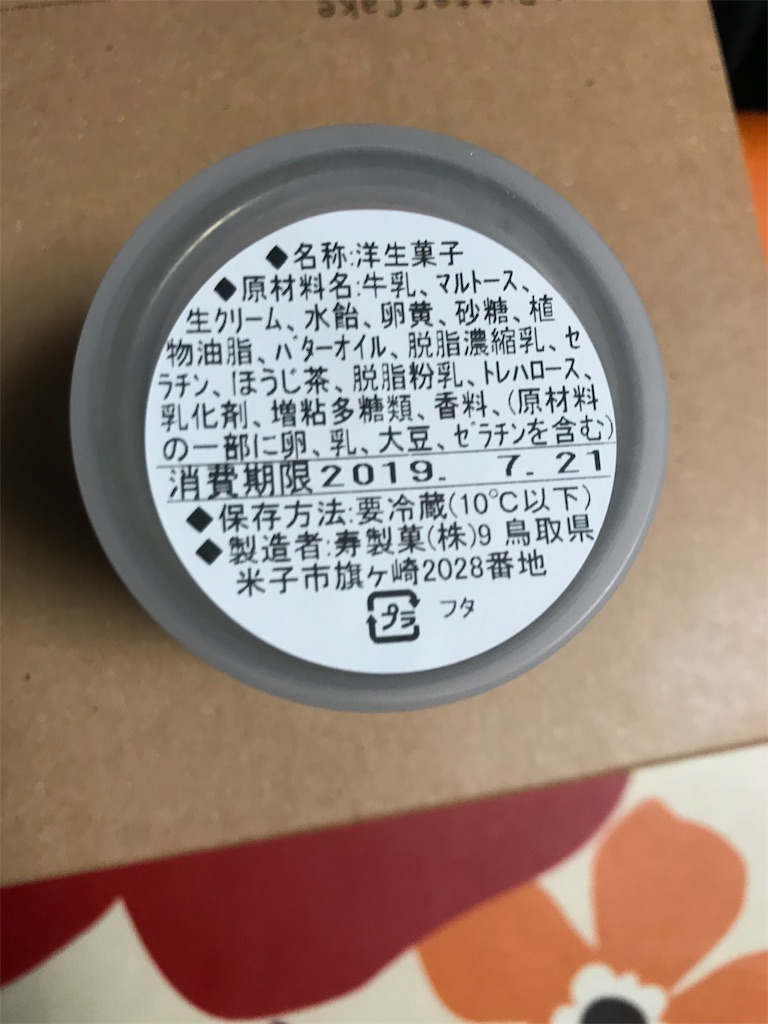 ButterCake
◆名称:洋生菓子
◆原材料名:牛乳、マルトース、
生クリーム、水飴、卵黄、砂糖、植
物油脂、バターオイル、脱脂濃縮乳、ゼ
ラチン、ほうじ茶、脱脂粉乳、トレハロース、
乳化剤、増粘多糖類、香料、(原材料
の一部に卵、乳、大豆、ゼラチンを含む)
消費期限2019. 7. 21
◆保存方法:要冷蔵(10℃以下)
◆製造者:寿製菓(株)9 鳥取県
米子市旗ヶ崎2028番地
プラ フタ